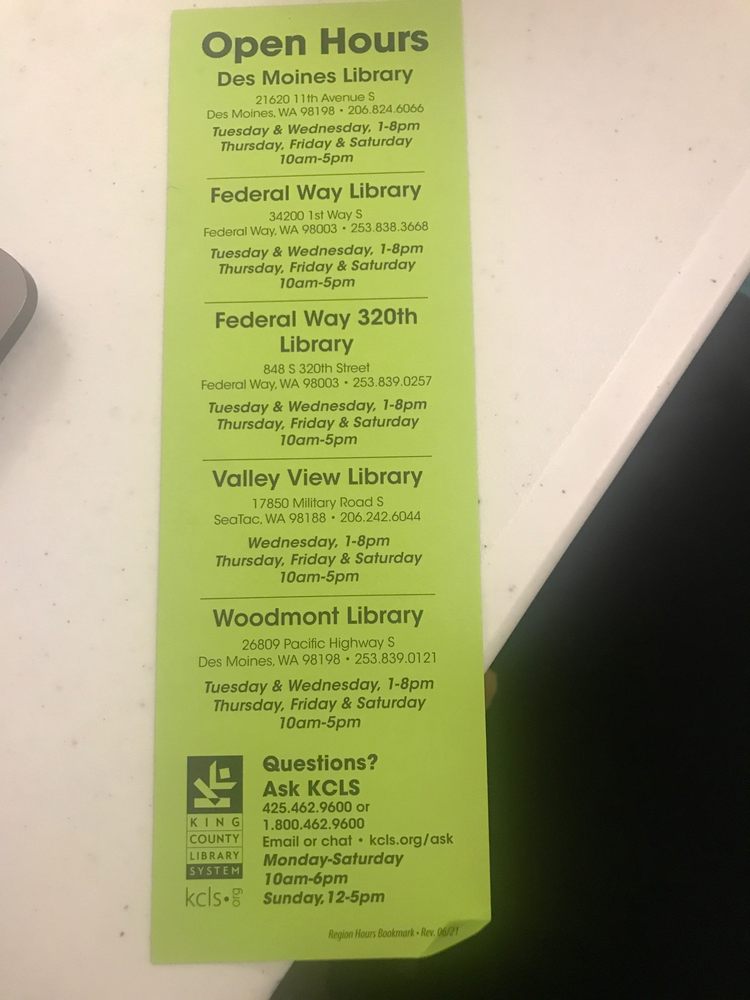 Open Hours
Des Moines Library
21620 11th Avenue S
Des Moines, WA 98198 • 206.824.6066
Tuesday & Wednesday, 1-8pm
Thursday, Friday & Saturday
10am-5pm
Federal Way Library
34200 1st Way S
Federal Way, WA 98003 • 253.838.3668
Tuesday & Wednesday, 1-8pm
Thursday, Friday & Saturday
10am-5pm
Federal Way 320th
Library
848 S 320th Street
Federal Way, WA 98003 • 253.839.0257
Tuesday & Wednesday, 1-8pm
Thursday, Friday & Saturday
10am-5pm
Valley View Library
17850 Military Road S
SeaTac, WA 98188 • 206.242.6044
Wednesday, 1-8pm
Thursday, Friday & Saturday
10am-5pm
Woodmont Library
26809 Pacific Highway S
Des Moines, WA 98198 • 253.839.0121
Tuesday & Wednesday, 1-8pm
Thursday, Friday & Saturday
10am-5pm
KING
COUNTY
LIBRARY
SYSTEM
kcls•org
Questions?
Ask KCLS
425.462.9600 or
1.800.462.9600
Email or chat • kcls.org/ask
Monday-Saturday
10am-6pm
Sunday, 12-5pm
Region Hours Bookmark • Rev. 06/21